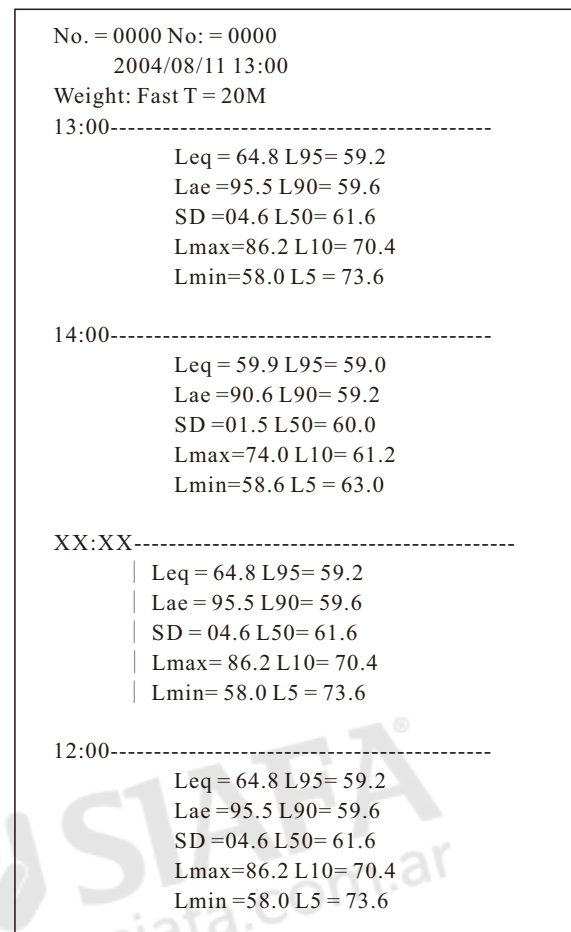 No. = 0000 No: = 0000
2004/08/11 13:00
Weight: Fast T = 20M
13:00--------------------------------------------
Leq = 64.8 L95= 59.2
Lae =95.5 L90= 59.6
SD =04.6 L50= 61.6
Lmax=86.2 L10= 70.4
Lmin=58.0 L5 = 73.6
14:00--------------------------------------------
Leq = 59.9 L95= 59.0
Lae =90.6 L90= 59.2
SD =01.5 L50= 60.0
Lmax=74.0 L10= 61.2
Lmin=58.6 L5 = 63.0
XX:XX--------------------------------------------
| Leq = 64.8 L95= 59.2
| Lae = 95.5 L90= 59.6
| SD = 04.6 L50= 61.6
| Lmax= 86.2 L10= 70.4
| Lmin= 58.0 L5 = 73.6
12:00--------------------------------------------
Leq = 64.8 L95= 59.2
Lae =95.5 L90= 59.6
SD =04.6 L50= 61.6
Lmax=86.2 L10= 70.4
Lmin =58.0 L5 = 73.6
SIAFA®
siafa.com.ar